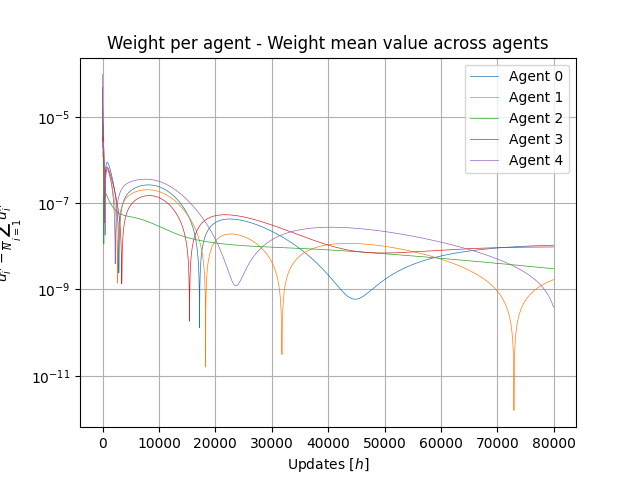 Weight per agent - Weight mean value across agents
Agent 0
Agent 1
Agent 2
Agent 3
Agent 4
10⁻⁵
10⁻⁷
10⁻⁹
10⁻¹¹
0 10000 20000 30000 40000 50000 60000 70000 80000
Updates [h]